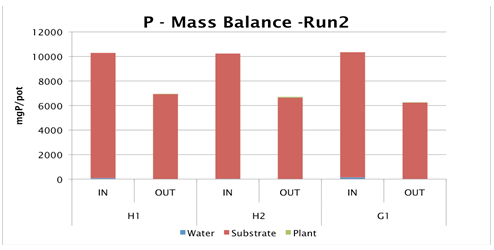 P - Mass Balance -Run2
mgP/pot
12000
10000
8000
6000
4000
2000
0
IN OUT IN OUT IN OUT
H1 H2 G1
Water Substrate Plant